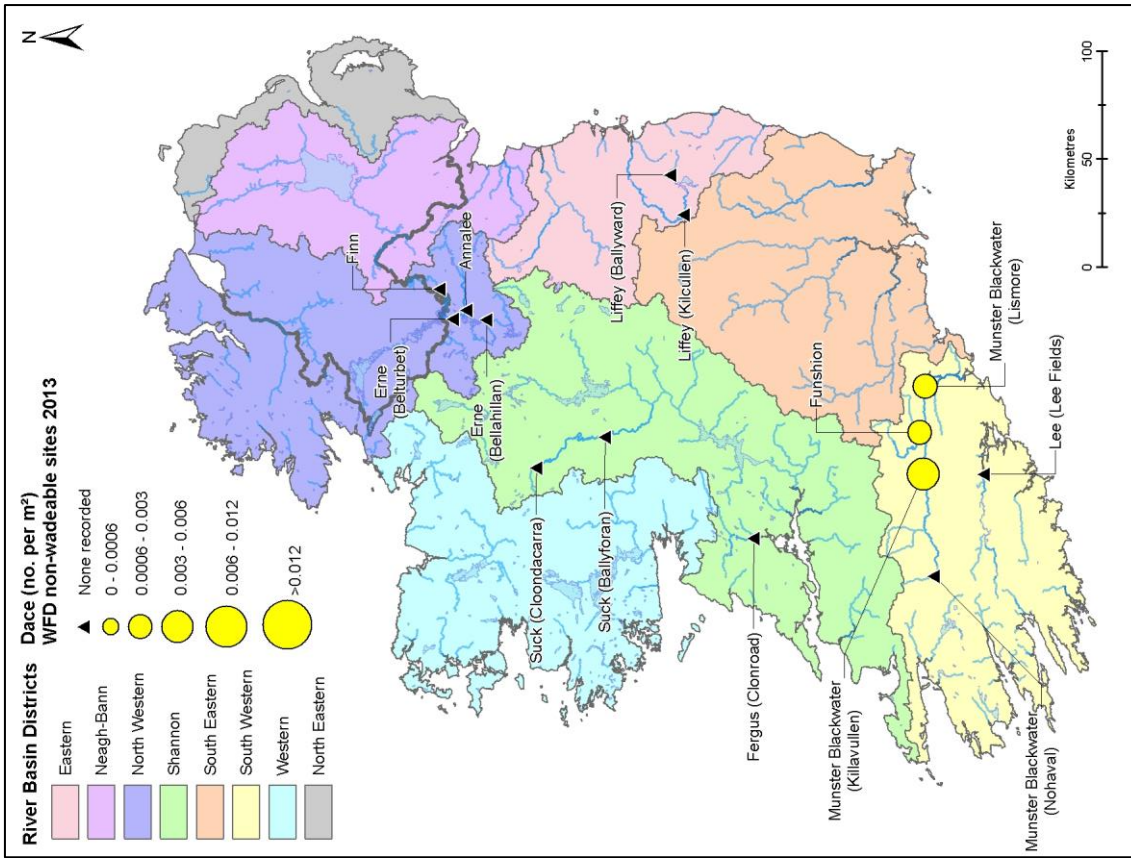 River Basin Districts
Eastern
Neagh-Bann
North Western
Shannon
South Eastern
South Western
Western
North Eastern
Dace (no. per m²)
WFD non-wadeable sites 2013
None recorded
0 - 0.0006
0.0006 - 0.003
0.003 - 0.006
0.006 - 0.012
>0.012
N
Finn
Annalee
Erne
(Belturbet)
Erne
(Bellahillan)
Suck (Cloondacarra)
Suck (Ballyforan)
Liffey (Ballyward)
Liffey (Kilcullen)
Fergus (Clonroad)
Funshion
Munster Blackwater
(Killavullen)
Munster Blackwater
(Lismore)
Munster Blackwater
(Nohaval)
Lee (Lee Fields)
0
50
100
Kilometres